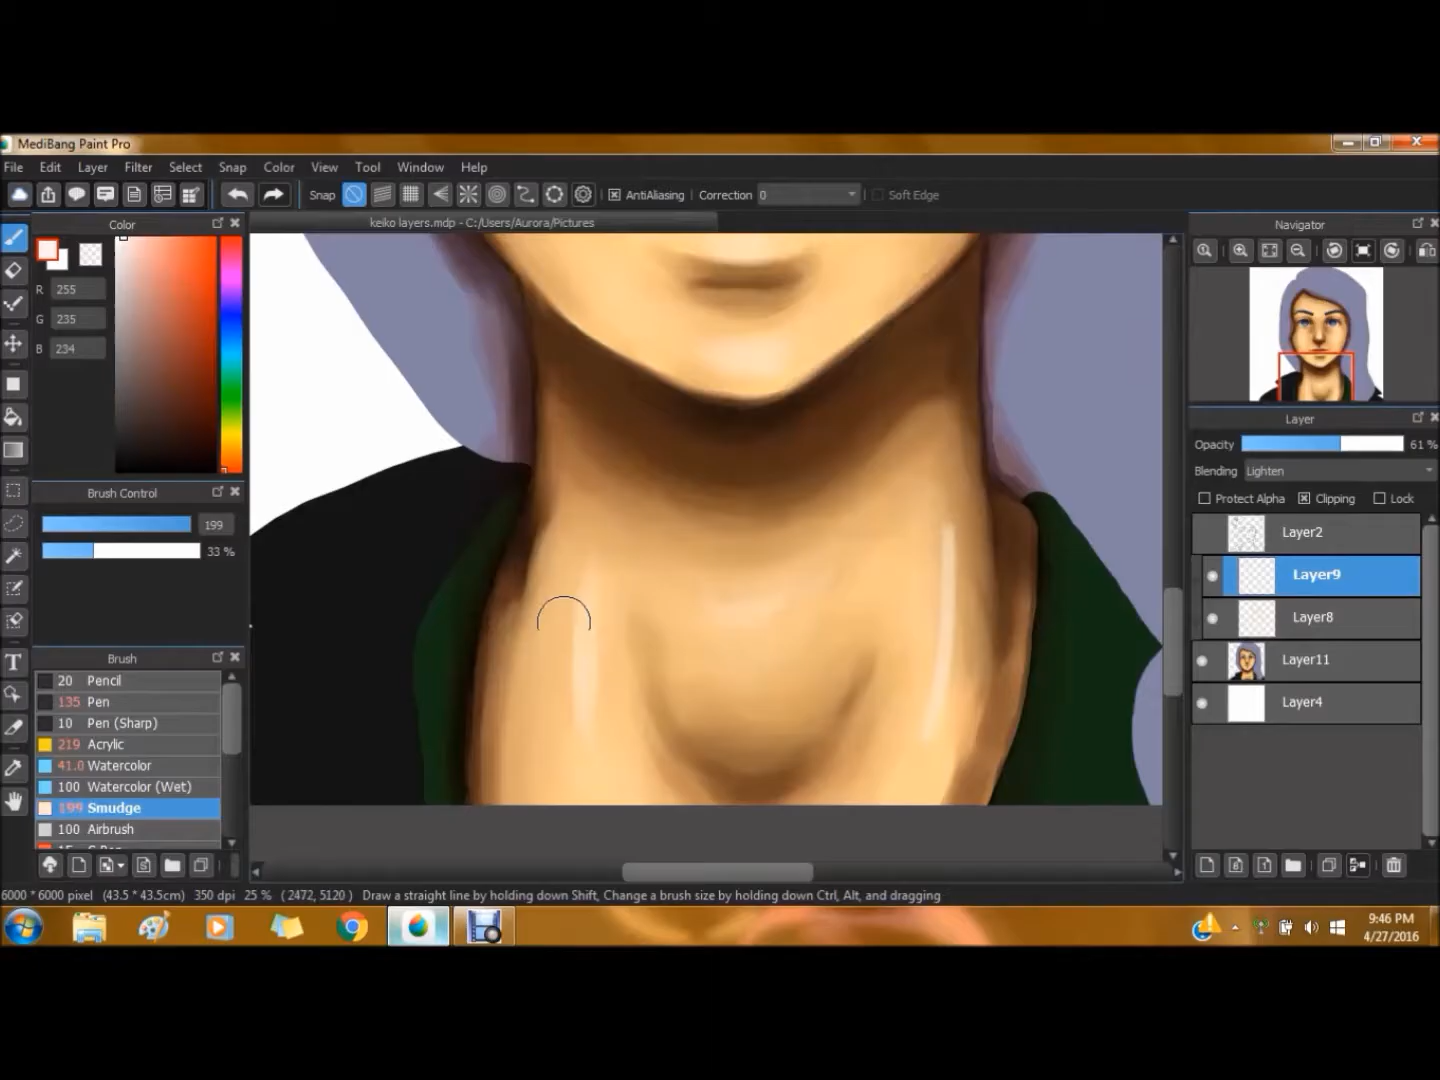 MediBang Paint Pro
File Edit Layer Filter Select Snap Color View Tool Window Help
Snap AntiAliasing Correction 0 Soft Edge
Color
keiko layers.mdp - C:/Users/Aurora/Pictures
Navigator
R 255
G 235
B 234
Layer
Opacity 61 %
Blending Lighten
Protect Alpha Clipping Lock
Brush Control
199
33 %
Layer2
Layer9
Layer8
Layer11
Layer4
Brush
20 Pencil
135 Pen
10 Pen (Sharp)
219 Acrylic
41.0 Watercolor
100 Watercolor (Wet)
199 Smudge
100 Airbrush
6000 * 6000 pixel (43.5 * 43.5cm) 350 dpi 25 % ( 2472, 5120 ) Draw a straight line by holding down Shift, Change a brush size by holding down Ctrl, Alt, and dragging
9:46 PM
4/27/2016